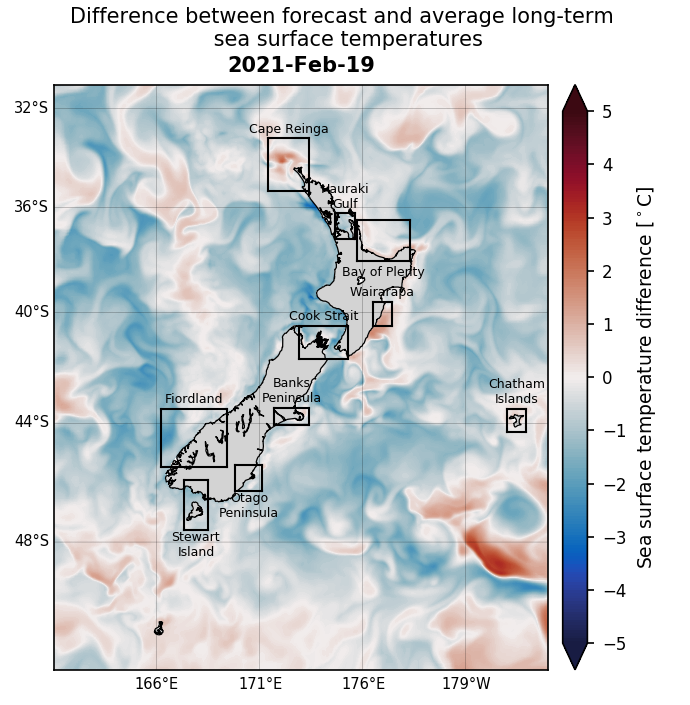 Difference between forecast and average long-term
sea surface temperatures
2021-Feb-19
32°S
36°S
40°S
44°S
48°S
Cape Reinga
Hauraki
Gulf
Bay of Plenty
Wairarapa
Cook Strait
Banks
Peninsula
Fiordland
Chatham
Islands
Otago
Peninsula
Stewart
Island
166°E
171°E
176°E
179°W
5
4
3
2
1
0
−1
−2
−3
−4
−5
Sea surface temperature difference [°C]